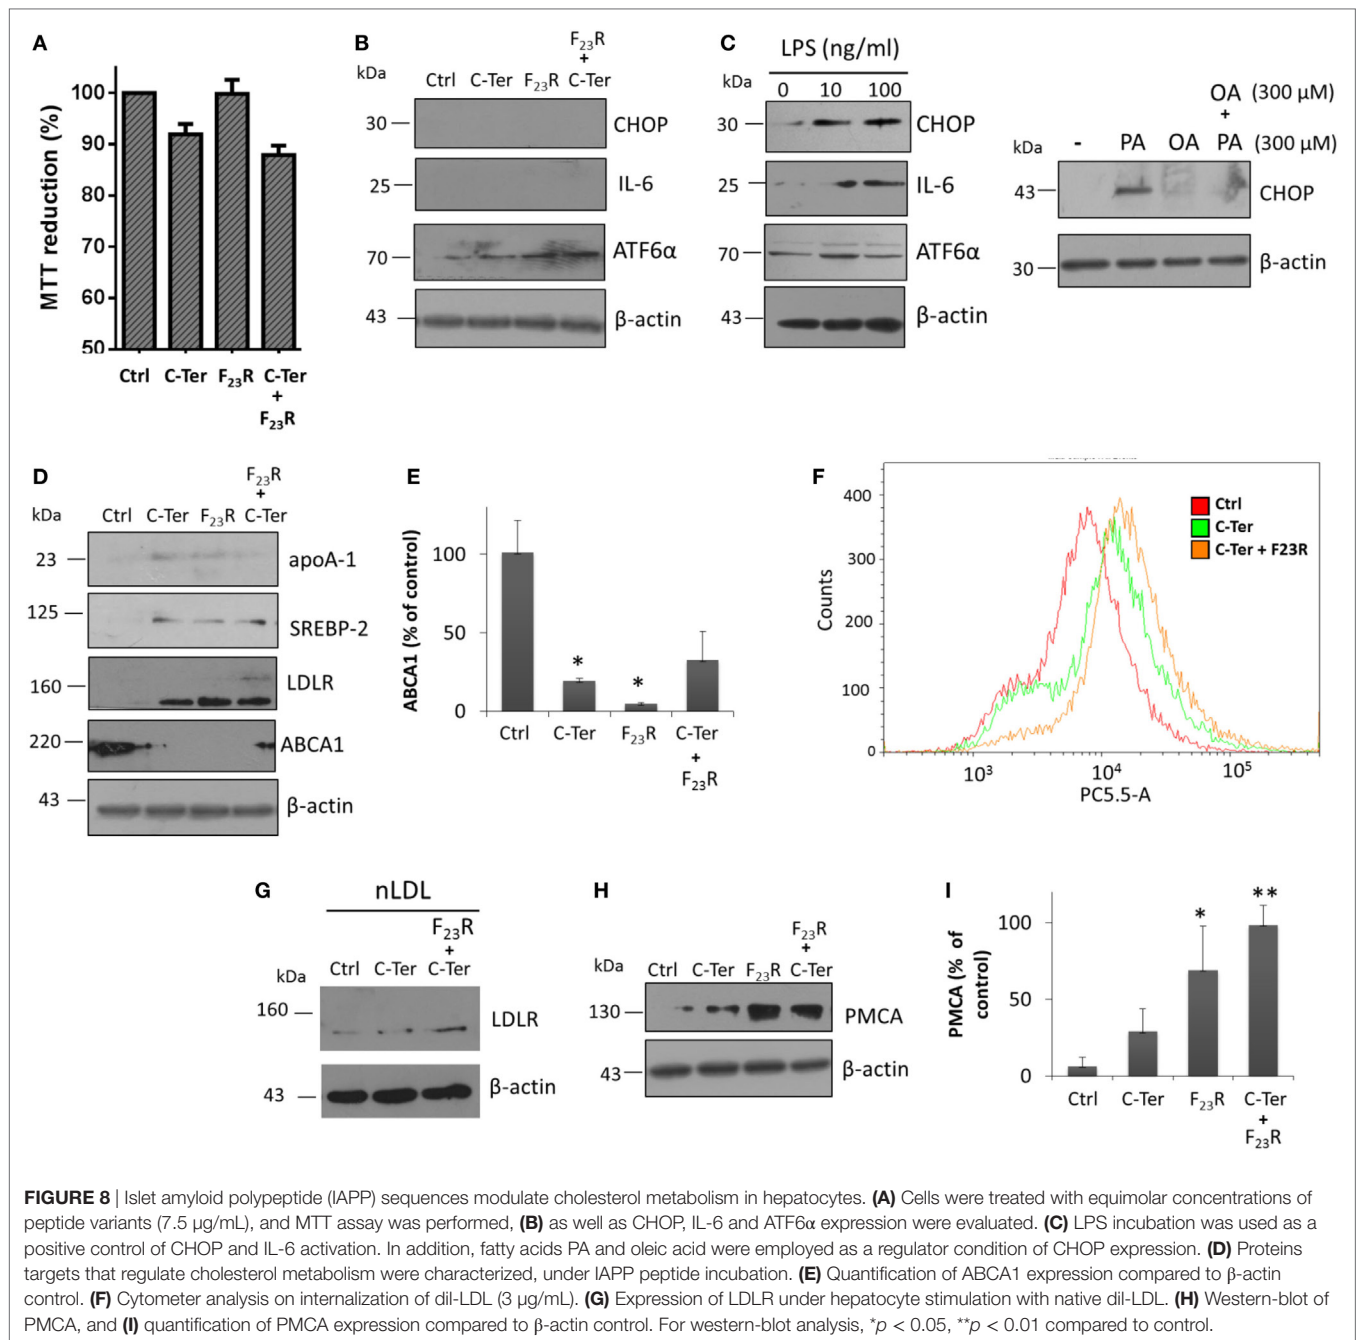 A
MTT reduction (%)
100
90
80
70
60
50
Ctrl C-Ter F23R C-Ter
+
F23R
B
F23R
+
kDa Ctrl C-Ter F23R C-Ter
30 CHOP
25 IL-6
70 ATF6α
43 β-actin
C
LPS (ng/ml)
kDa 0 10 100
30 CHOP
25 IL-6
70 ATF6α
43 β-actin
OA (300 µM)
+
kDa - PA OA PA (300 µM)
43 CHOP
30 β-actin
D
F23R
+
kDa Ctrl C-Ter F23R C-Ter
23 apoA-1
125 SREBP-2
160 LDLR
220 ABCA1
43 β-actin
E
ABCA1 (% of control)
100
50
0
* *
Ctrl C-Ter F23R C-Ter
+
F23R
F
Counts
400
300
200
100
0
Ctrl
C-Ter
C-Ter + F23R
10³ 10⁴ 10⁵
PC5.5-A
G
nLDL
F23R
+
kDa Ctrl C-Ter C-Ter
160 LDLR
43 β-actin
H
F23R
+
kDa Ctrl C-Ter F23R C-Ter
130 PMCA
43 β-actin
I
PMCA (% of
control)
100
50
0
* **
Ctrl C-Ter F23R C-Ter
+
F23R
FIGURE 8 | Islet amyloid polypeptide (IAPP) sequences modulate cholesterol metabolism in hepatocytes. (A) Cells were treated with equimolar concentrations of
peptide variants (7.5 µg/mL), and MTT assay was performed, (B) as well as CHOP, IL-6 and ATF6α expression were evaluated. (C) LPS incubation was used as a
positive control of CHOP and IL-6 activation. In addition, fatty acids PA and oleic acid were employed as a regulator condition of CHOP expression. (D) Proteins
targets that regulate cholesterol metabolism were characterized, under IAPP peptide incubation. (E) Quantification of ABCA1 expression compared to β-actin
control. (F) Cytometer analysis on internalization of dil-LDL (3 µg/mL). (G) Expression of LDLR under hepatocyte stimulation with native dil-LDL. (H) Western-blot of
PMCA, and (I) quantification of PMCA expression compared to β-actin control. For western-blot analysis, *p < 0.05, **p < 0.01 compared to control.